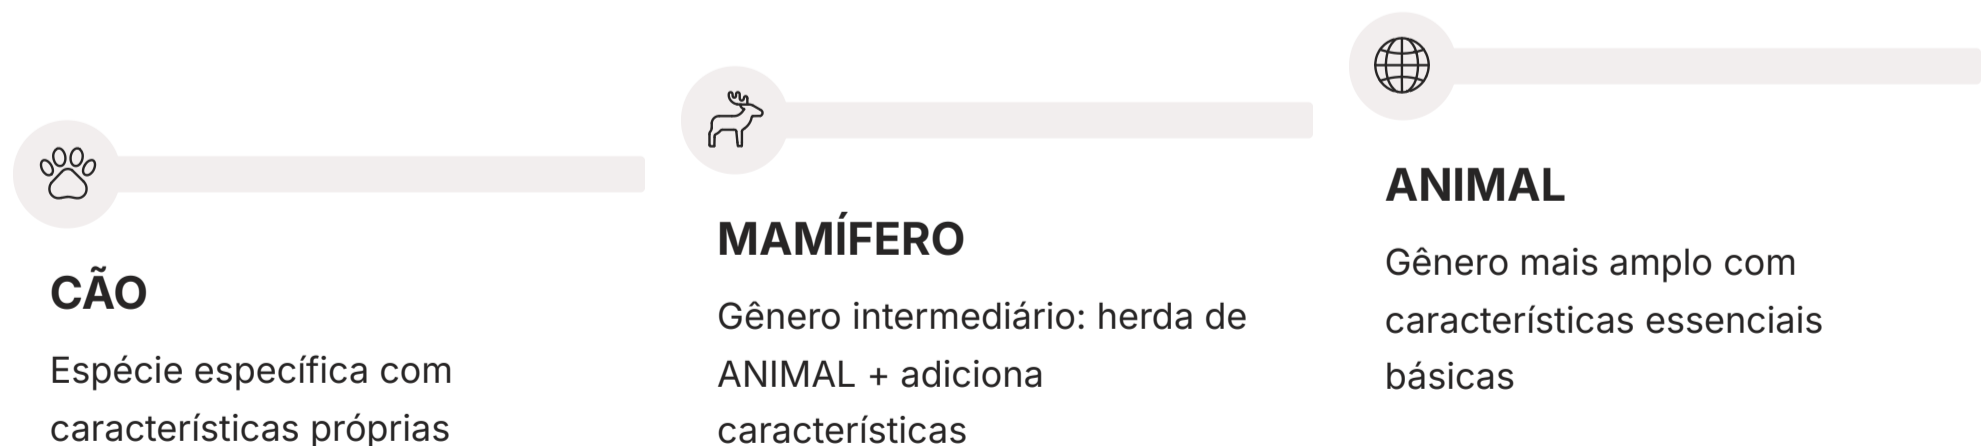 CÃO
Espécie específica com
características próprias
MAMÍFERO
Gênero intermediário: herda de
ANIMAL + adiciona
características
ANIMAL
Gênero mais amplo com
características essenciais
básicas